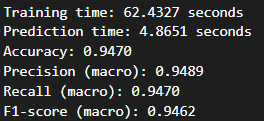 Training time: 62.4327 seconds
Prediction time: 4.8651 seconds
Accuracy: 0.9470
Precision (macro): 0.9489
Recall (macro): 0.9470
F1-score (macro): 0.9462